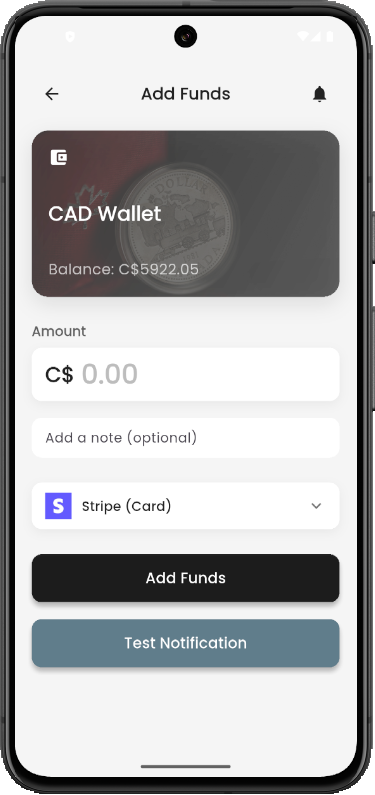 Add Funds
DOLLAR
CAD Wallet
Balance: C$5922.05
Amount
C$ 0.00
Add a note (optional)
S Stripe (Card)
Add Funds
Test Notification